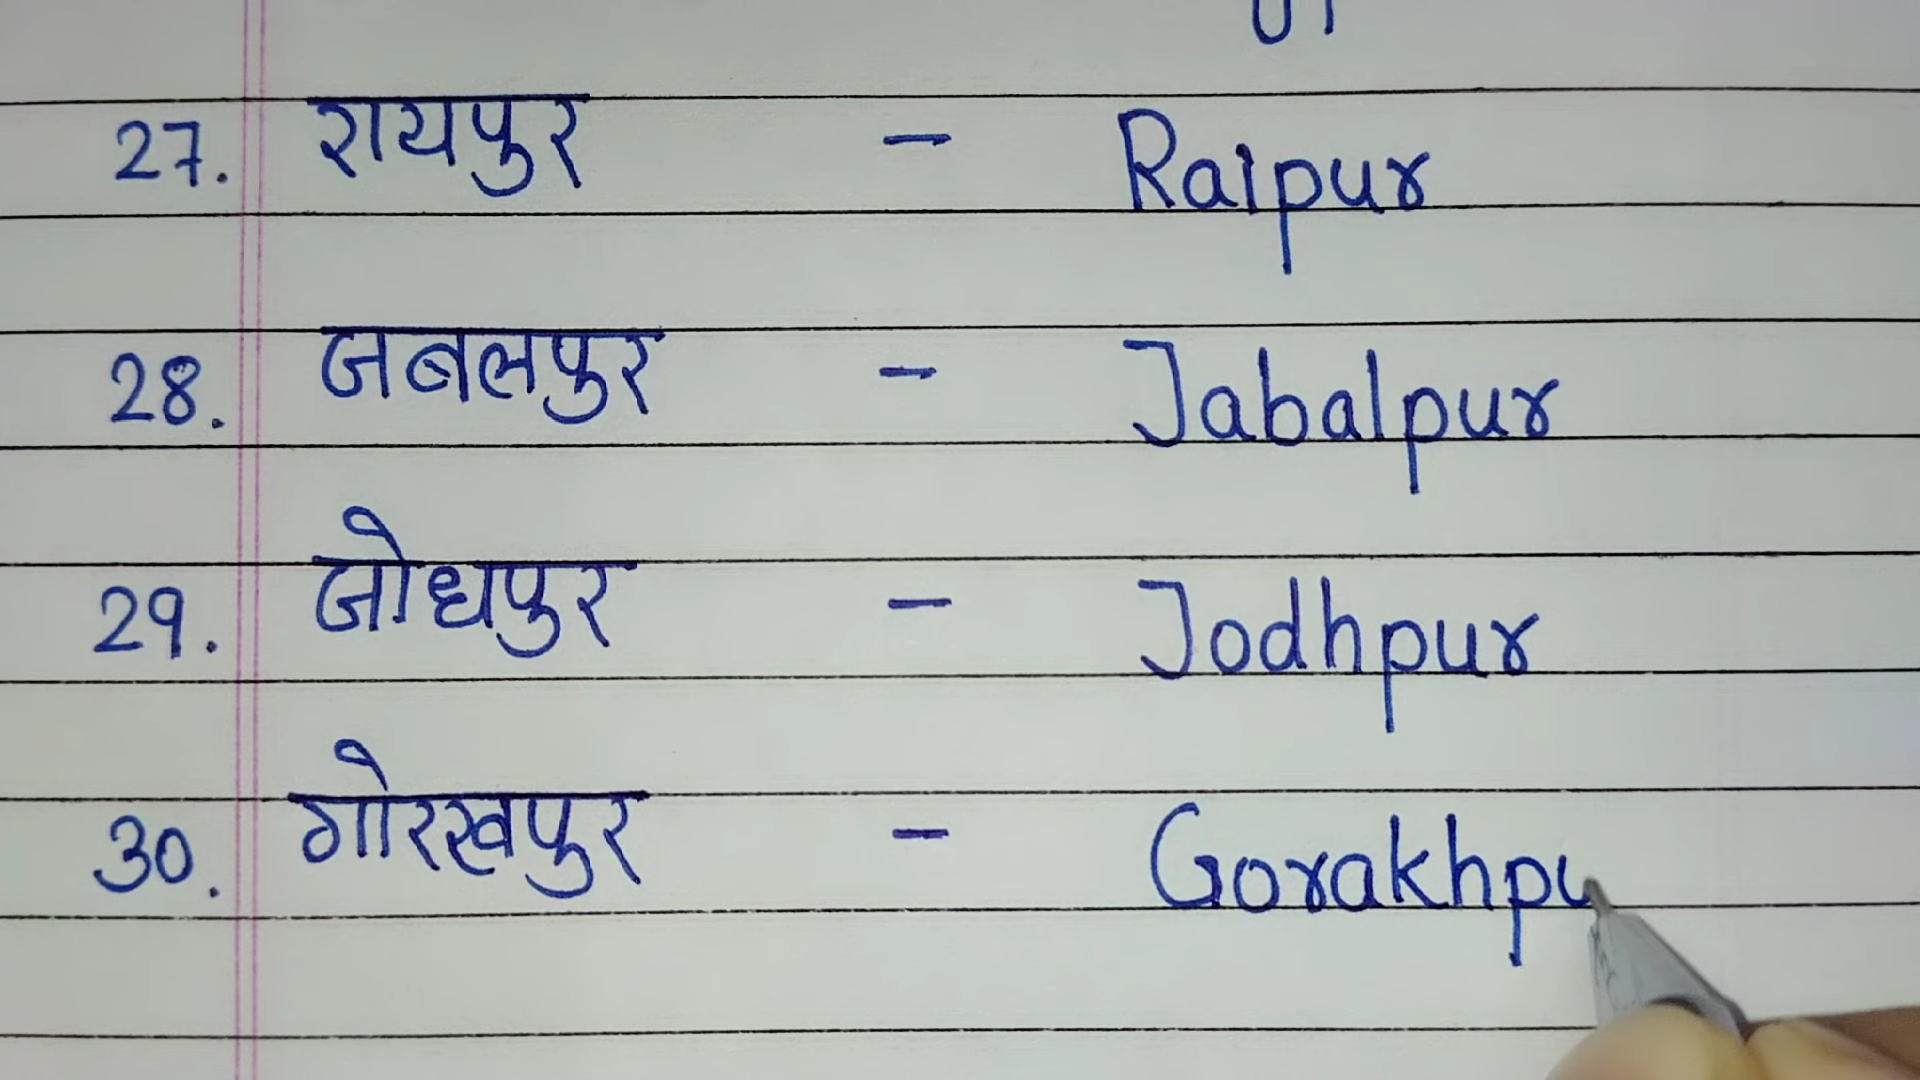 27. रायपुर - Raipur
28. जबलपुर - Jabalpur
29. जोधपुर - Jodhpur
30. गोरखपुर - Gorakhpu